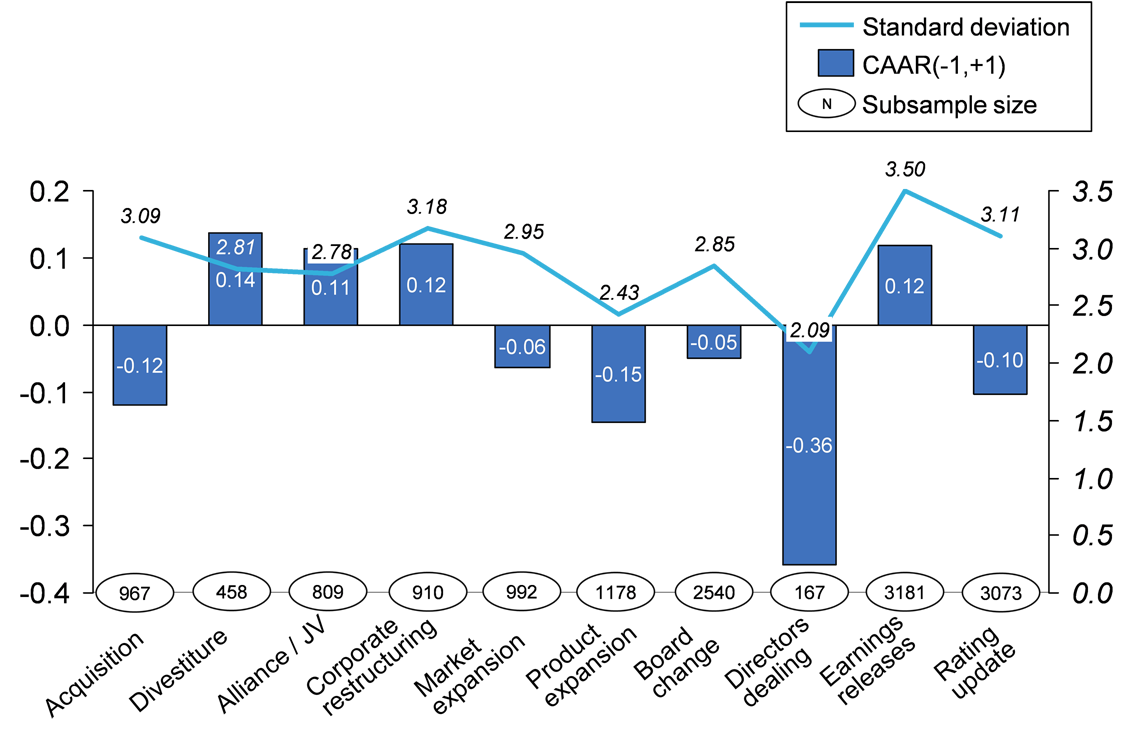 Standard deviation
CAAR(-1,+1)
N Subsample size
0.2
0.1
0.0
-0.1
-0.2
-0.3
-0.4
3.5
3.0
2.5
2.0
1.5
1.0
0.5
0.0
3.09
2.81
2.78
3.18
2.95
2.43
2.85
2.09
3.50
3.11
-0.12
0.14
0.11
0.12
-0.06
-0.15
-0.05
-0.36
0.12
-0.10
967
458
809
910
992
1178
2540
167
3181
3073
Acquisition
Divestiture
Alliance / JV
Corporate
restructuring
Market
expansion
Product
expansion
Board
change
Directors
dealing
Earnings
releases
Rating
update